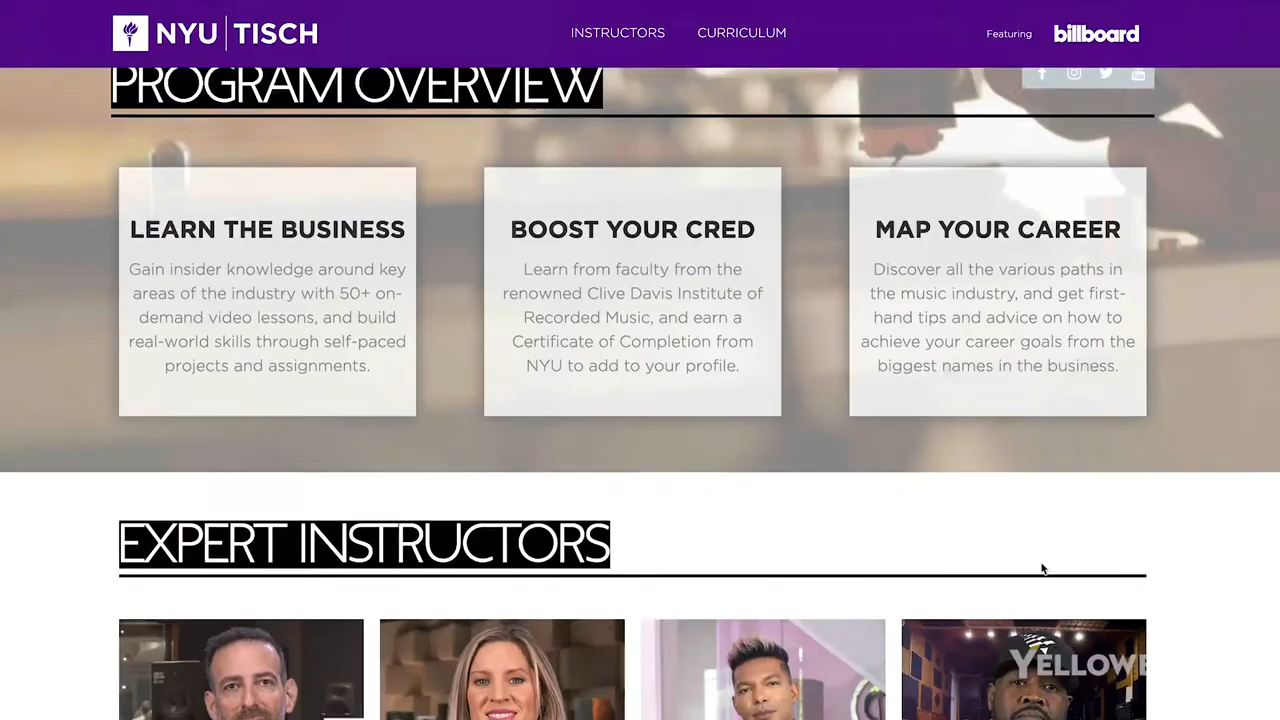 NYU TISCH
INSTRUCTORS
CURRICULUM
Featuring
billboard
PROGRAM OVERVIEW
LEARN THE BUSINESS
Gain insider knowledge around key
areas of the industry with 50+ on-
demand video lessons, and build
real-world skills through self-paced
projects and assignments.
BOOST YOUR CRED
Learn from faculty from the
renowned Clive Davis Institute of
Recorded Music, and earn a
Certificate of Completion from
NYU to add to your profile.
MAP YOUR CAREER
Discover all the various paths in
the music industry, and get first-
hand tips and advice on how to
achieve your career goals from the
biggest names in the business.
EXPERT INSTRUCTORS